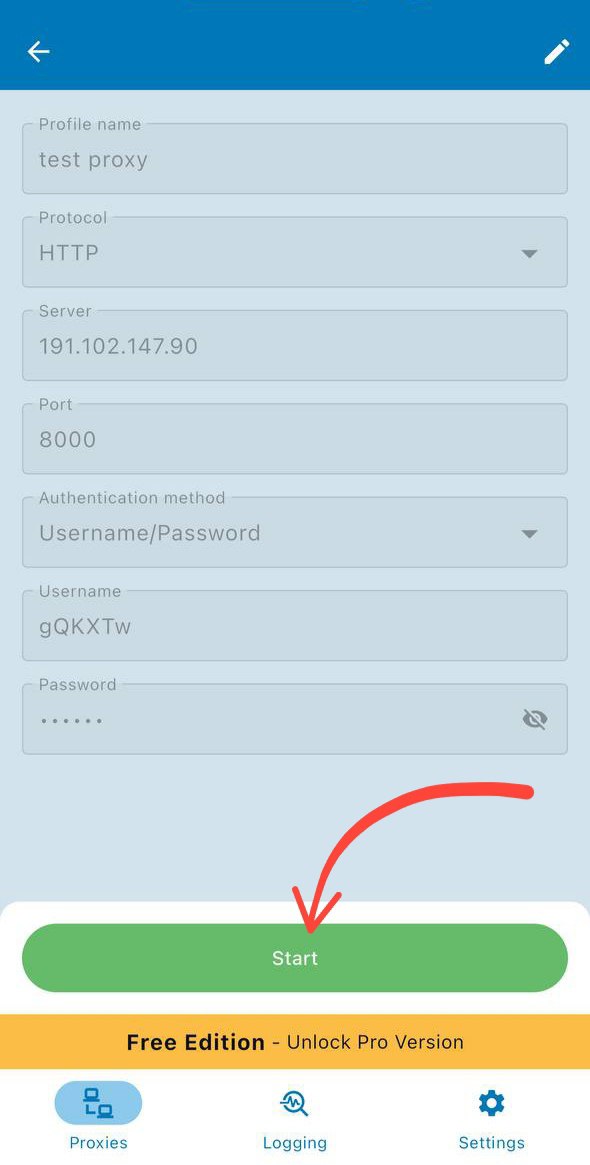 Profile name
test proxy
Protocol
HTTP
Server
191.102.147.90
Port
8000
Authentication method
Username/Password
Username
gQKXTw
Password
••••••
Start
Free Edition - Unlock Pro Version
Proxies
Logging
Settings